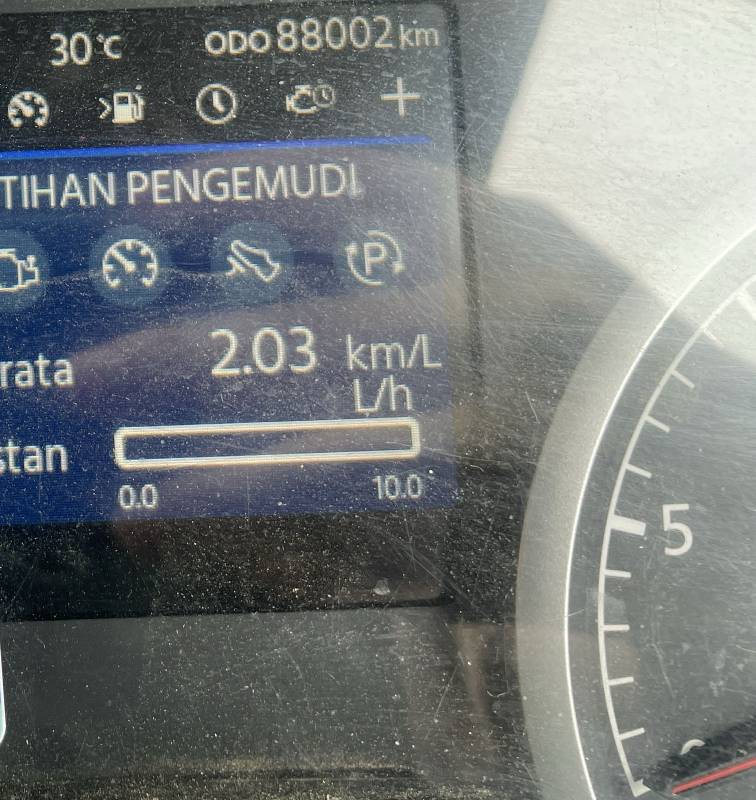 30°C ODO 88002 km
TIHAN PENGEMUDI
rata 2.03 km/L
L/h
stan
0.0 10.0
5
P